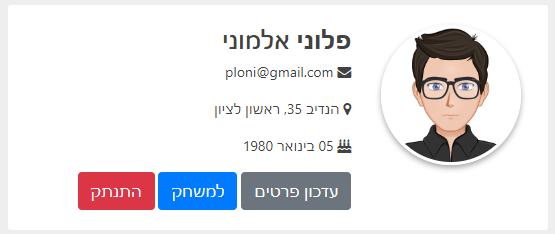 פלוני אלמוני
ploni@gmail.com
הנדיב 35, ראשון לציון
05 בינואר 1980
עדכון פרטים למשחק התנתק